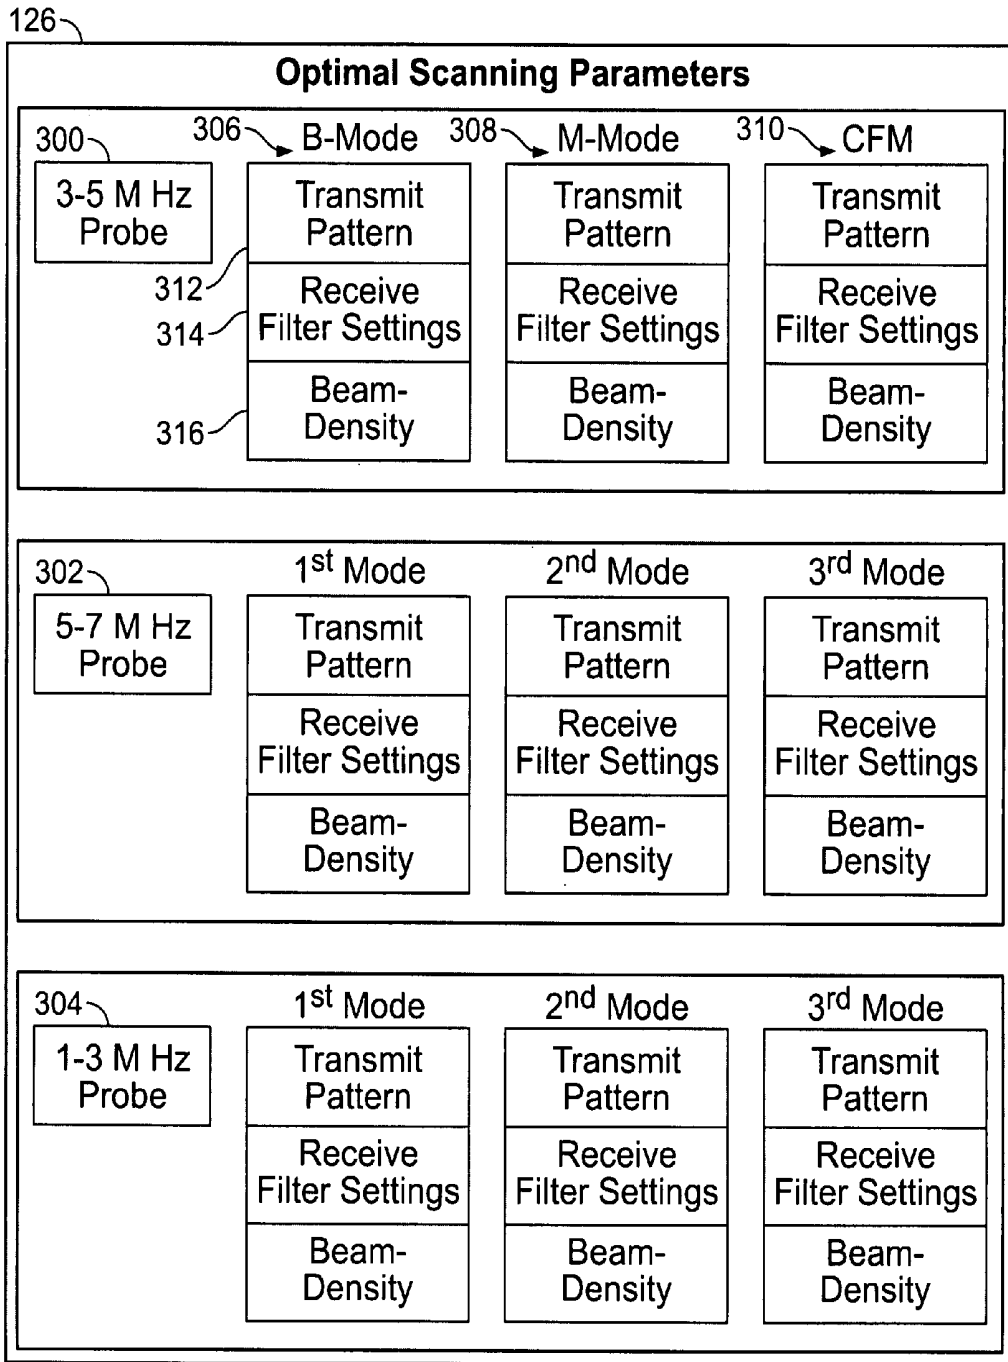 126
Optimal Scanning Parameters
300
306 B-Mode
308 M-Mode
310 CFM
3-5 M Hz
Probe
Transmit
Pattern
Transmit
Pattern
Transmit
Pattern
312
Receive
Filter Settings
Receive
Filter Settings
Receive
Filter Settings
314
Beam-
Density
Beam-
Density
Beam-
Density
316
302
1st Mode
2nd Mode
3rd Mode
5-7 M Hz
Probe
Transmit
Pattern
Transmit
Pattern
Transmit
Pattern
Receive
Filter Settings
Receive
Filter Settings
Receive
Filter Settings
Beam-
Density
Beam-
Density
Beam-
Density
304
1st Mode
2nd Mode
3rd Mode
1-3 M Hz
Probe
Transmit
Pattern
Transmit
Pattern
Transmit
Pattern
Receive
Filter Settings
Receive
Filter Settings
Receive
Filter Settings
Beam-
Density
Beam-
Density
Beam-
Density